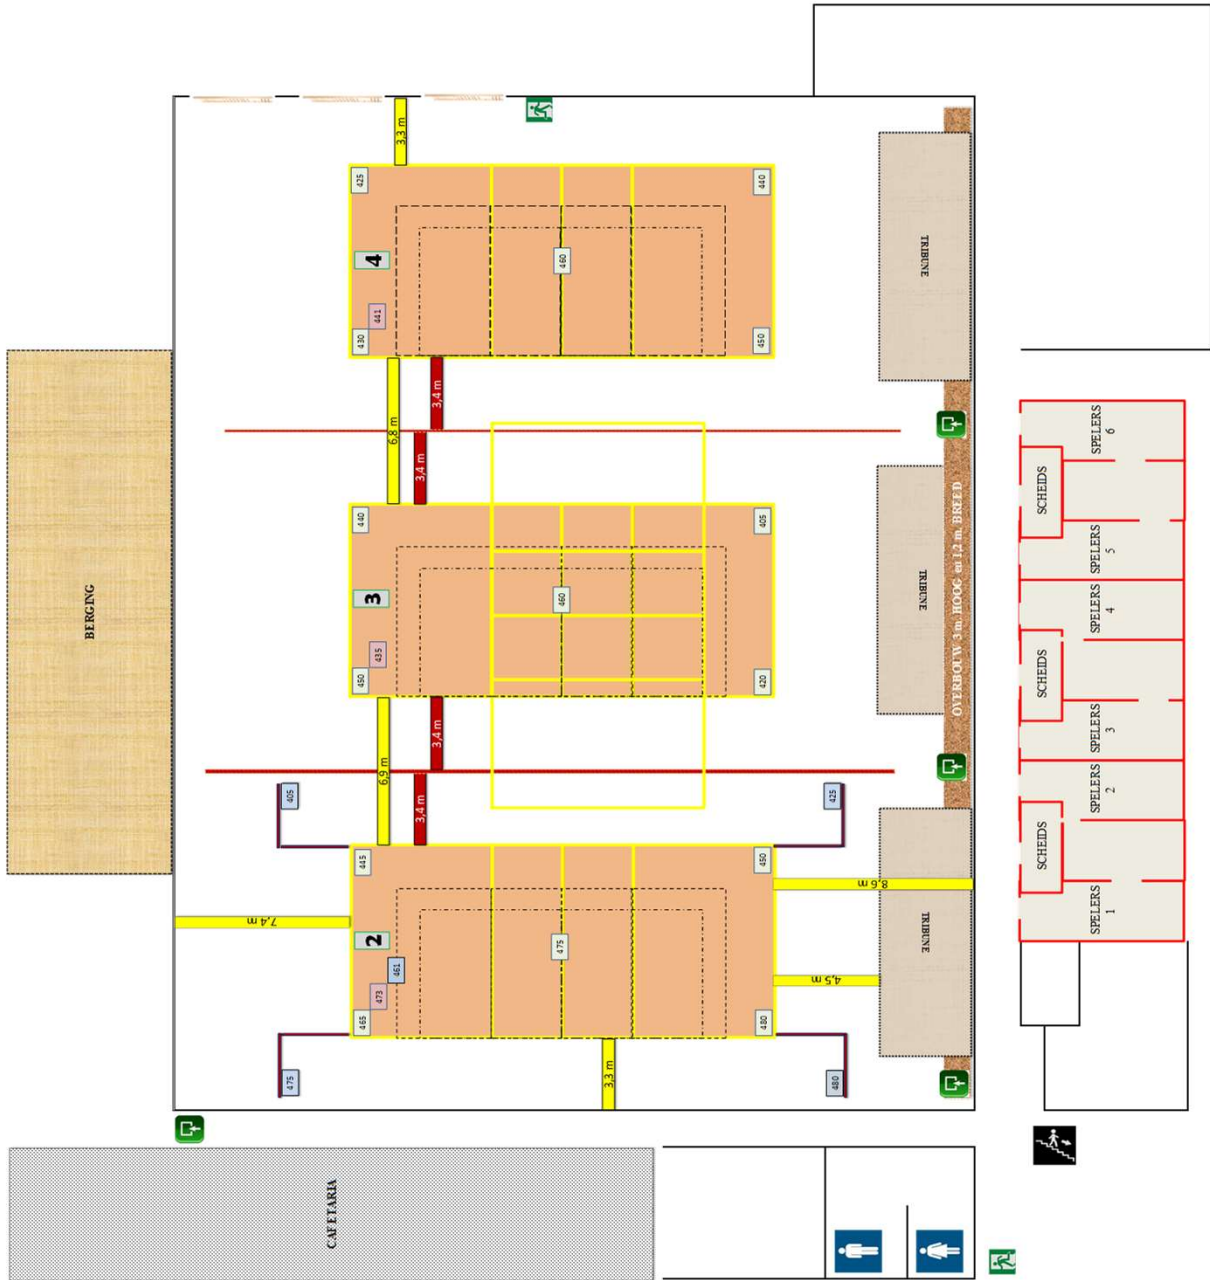 3,3 m
425
440
4
460
441
430
450
TRIBUNE
6,8 m
3,4 m
3,4 m
440
405
3
460
435
450
420
TRIBUNE
OVERBOUW 3 m. HOOG en 1,2 m. BREED
6,9 m
3,4 m
3,4 m
405
425
445
450
7,4 m
8,6 m
2
475
461
473
465
480
4,5 m
TRIBUNE
475
480
3,3 m
BERGING
CAFETARIA
SPELERS
6
SCHEIDS
SPELERS
5
SPELERS
4
SCHEIDS
SPELERS
3
SPELERS
2
SCHEIDS
SPELERS
1